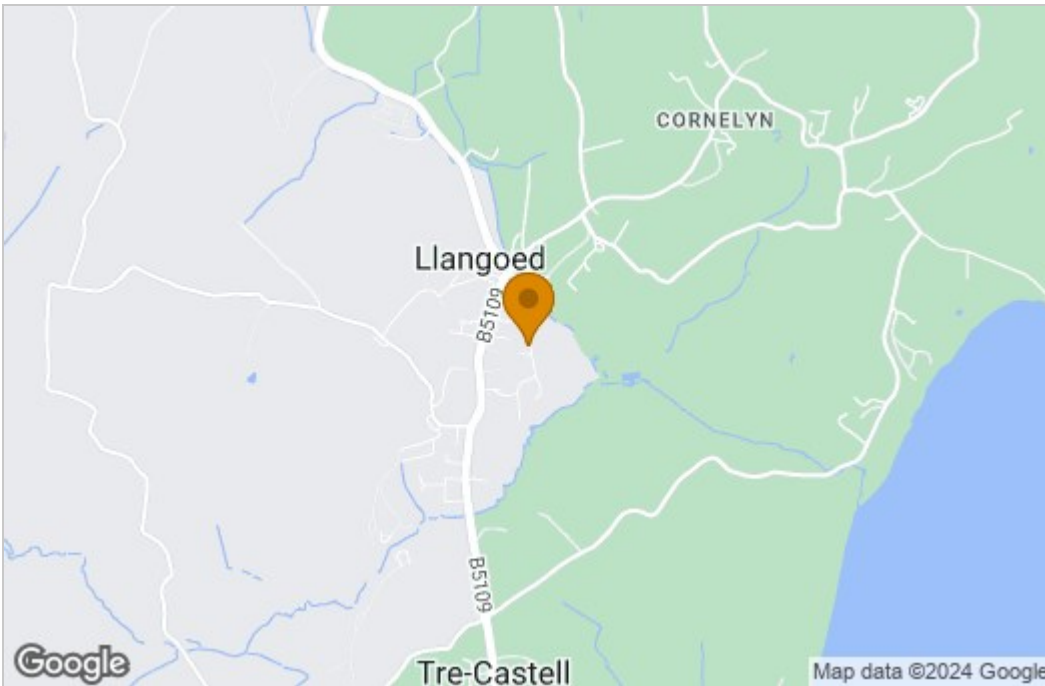 CORNELYN
Llangoed
B5109
B5109
Tre-Castell
Google
Map data ©2024 Google